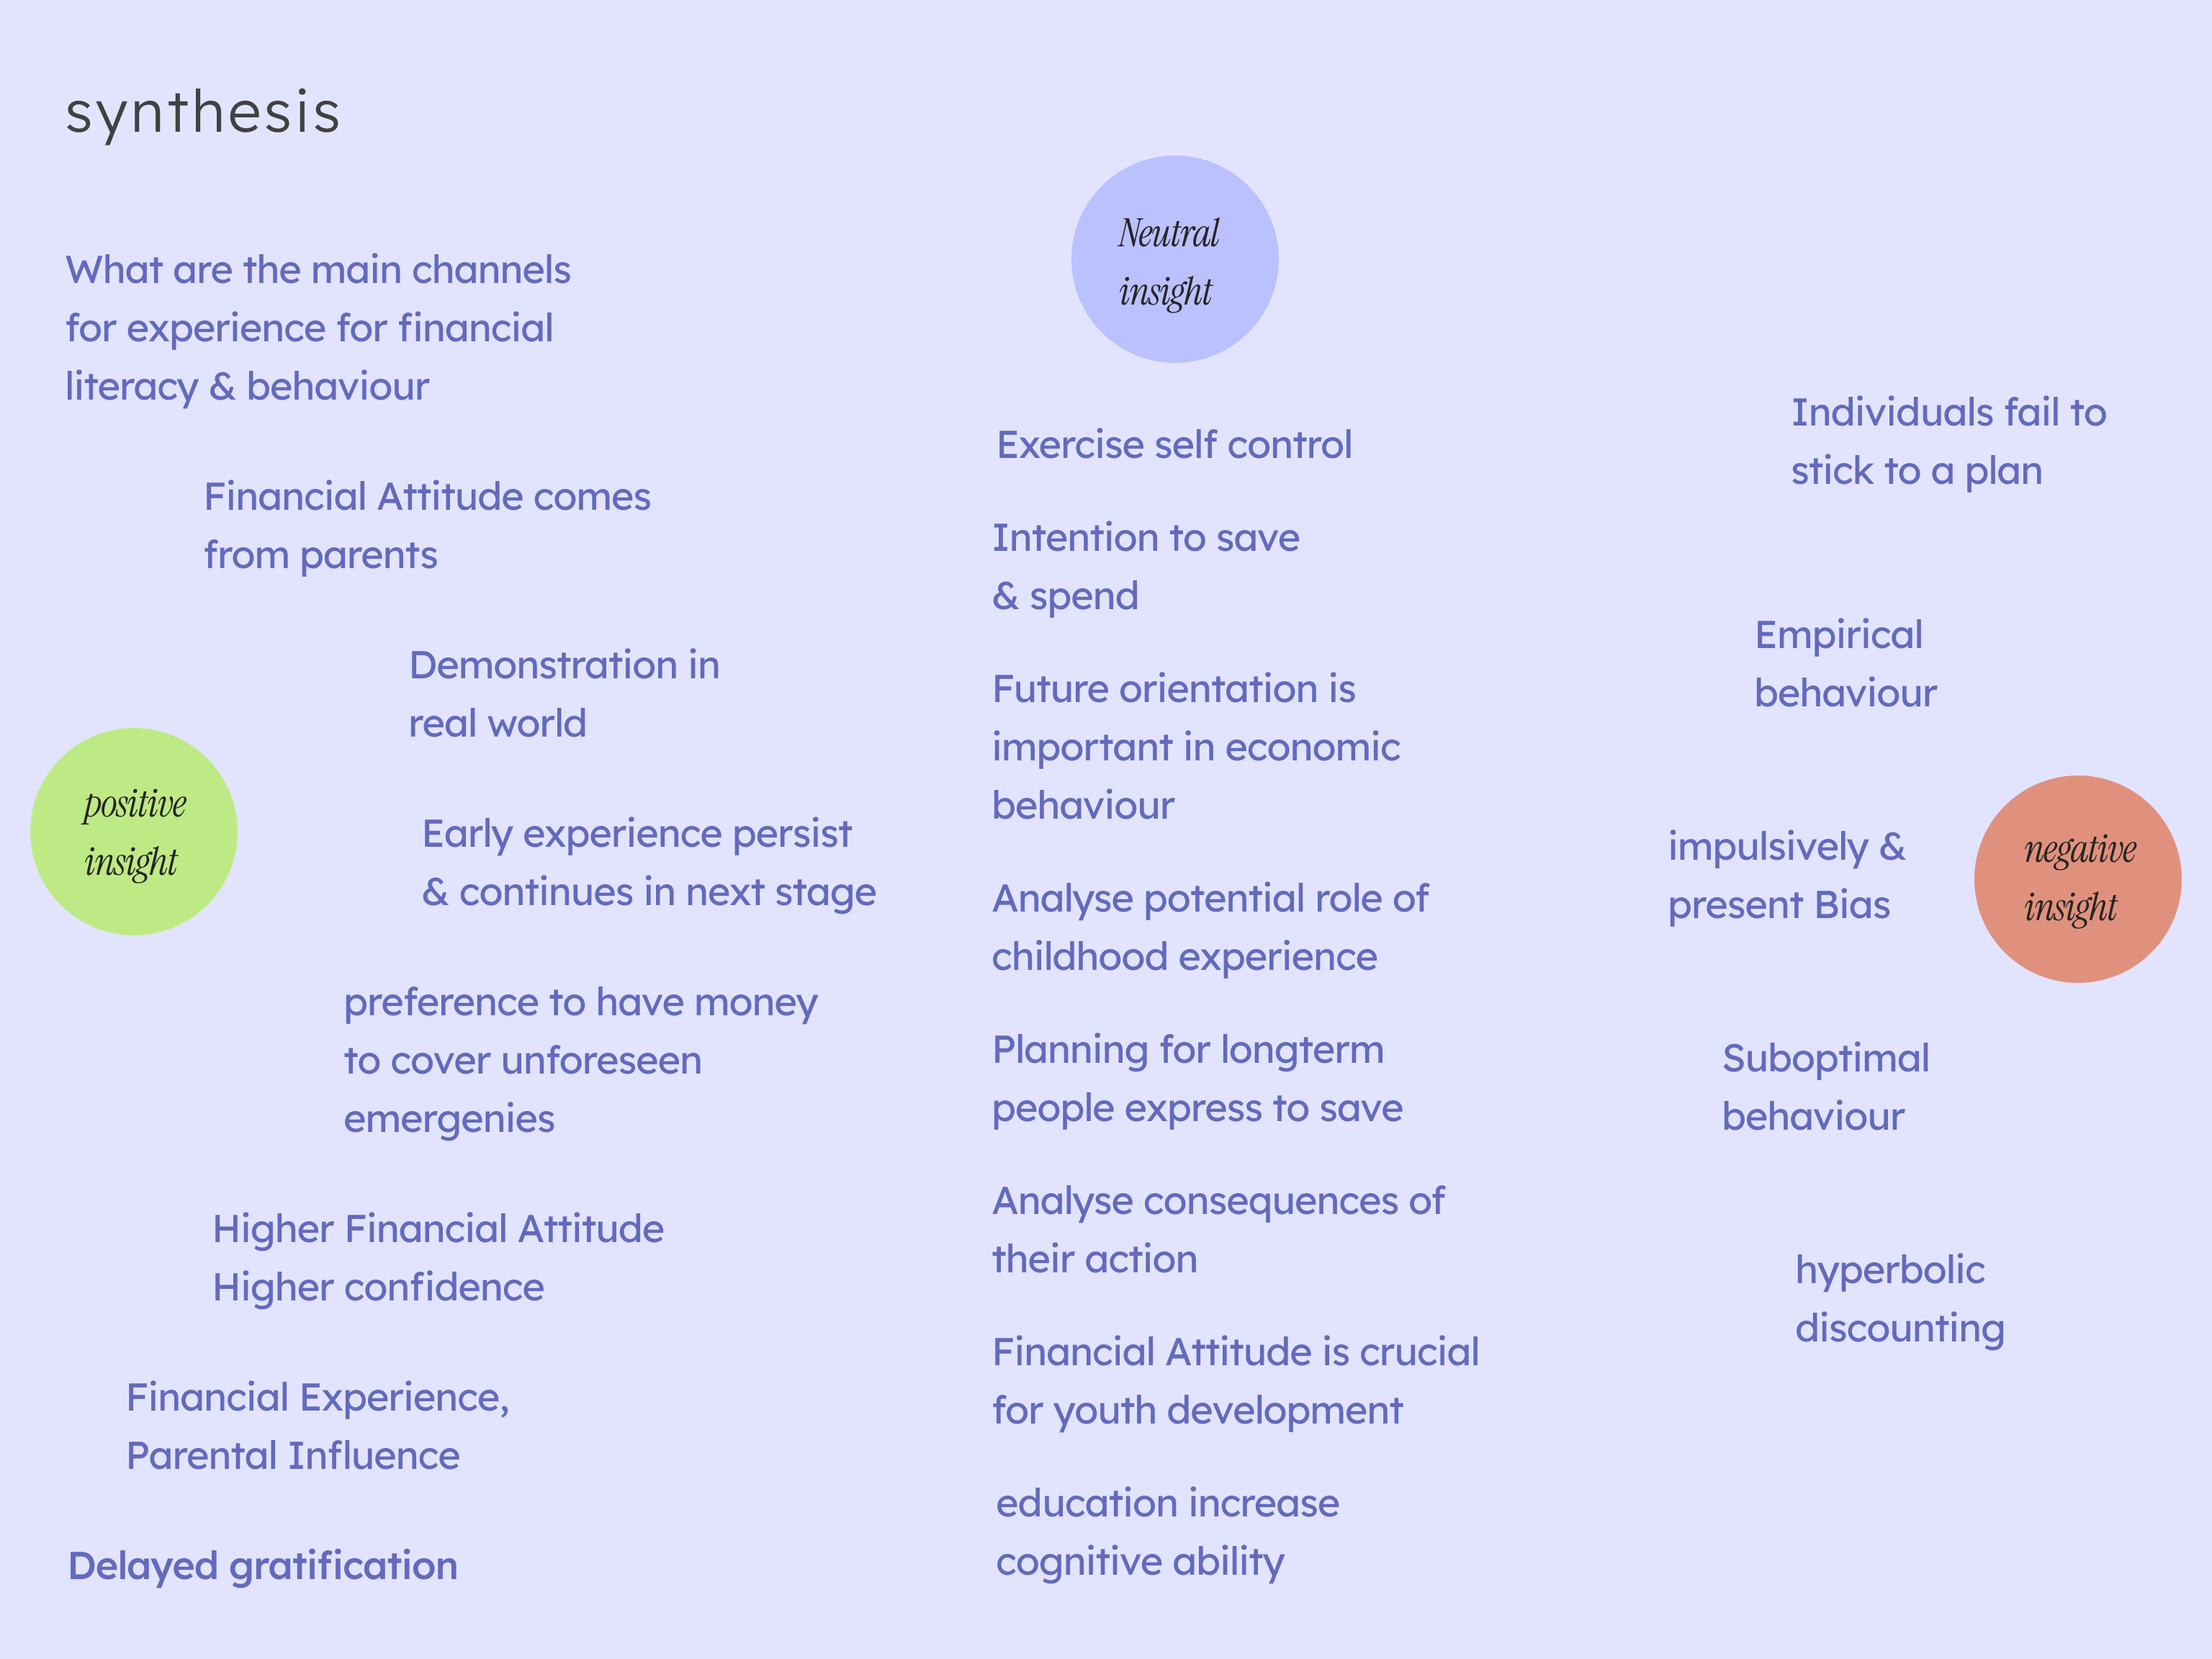 synthesis
What are the main channels
for experience for financial
literacy & behaviour
Financial Attitude comes
from parents
Demonstration in
real world
positive
insight
Early experience persist
& continues in next stage
preference to have money
to cover unforeseen
emergenies
Higher Financial Attitude
Higher confidence
Financial Experience,
Parental Influence
Delayed gratification
Neutral
insight
Exercise self control
Intention to save
& spend
Future orientation is
important in economic
behaviour
Analyse potential role of
childhood experience
Planning for longterm
people express to save
Analyse consequences of
their action
Financial Attitude is crucial
for youth development
education increase
cognitive ability
Individuals fail to
stick to a plan
Empirical
behaviour
impulsively &
present Bias
negative
insight
Suboptimal
behaviour
hyperbolic
discounting